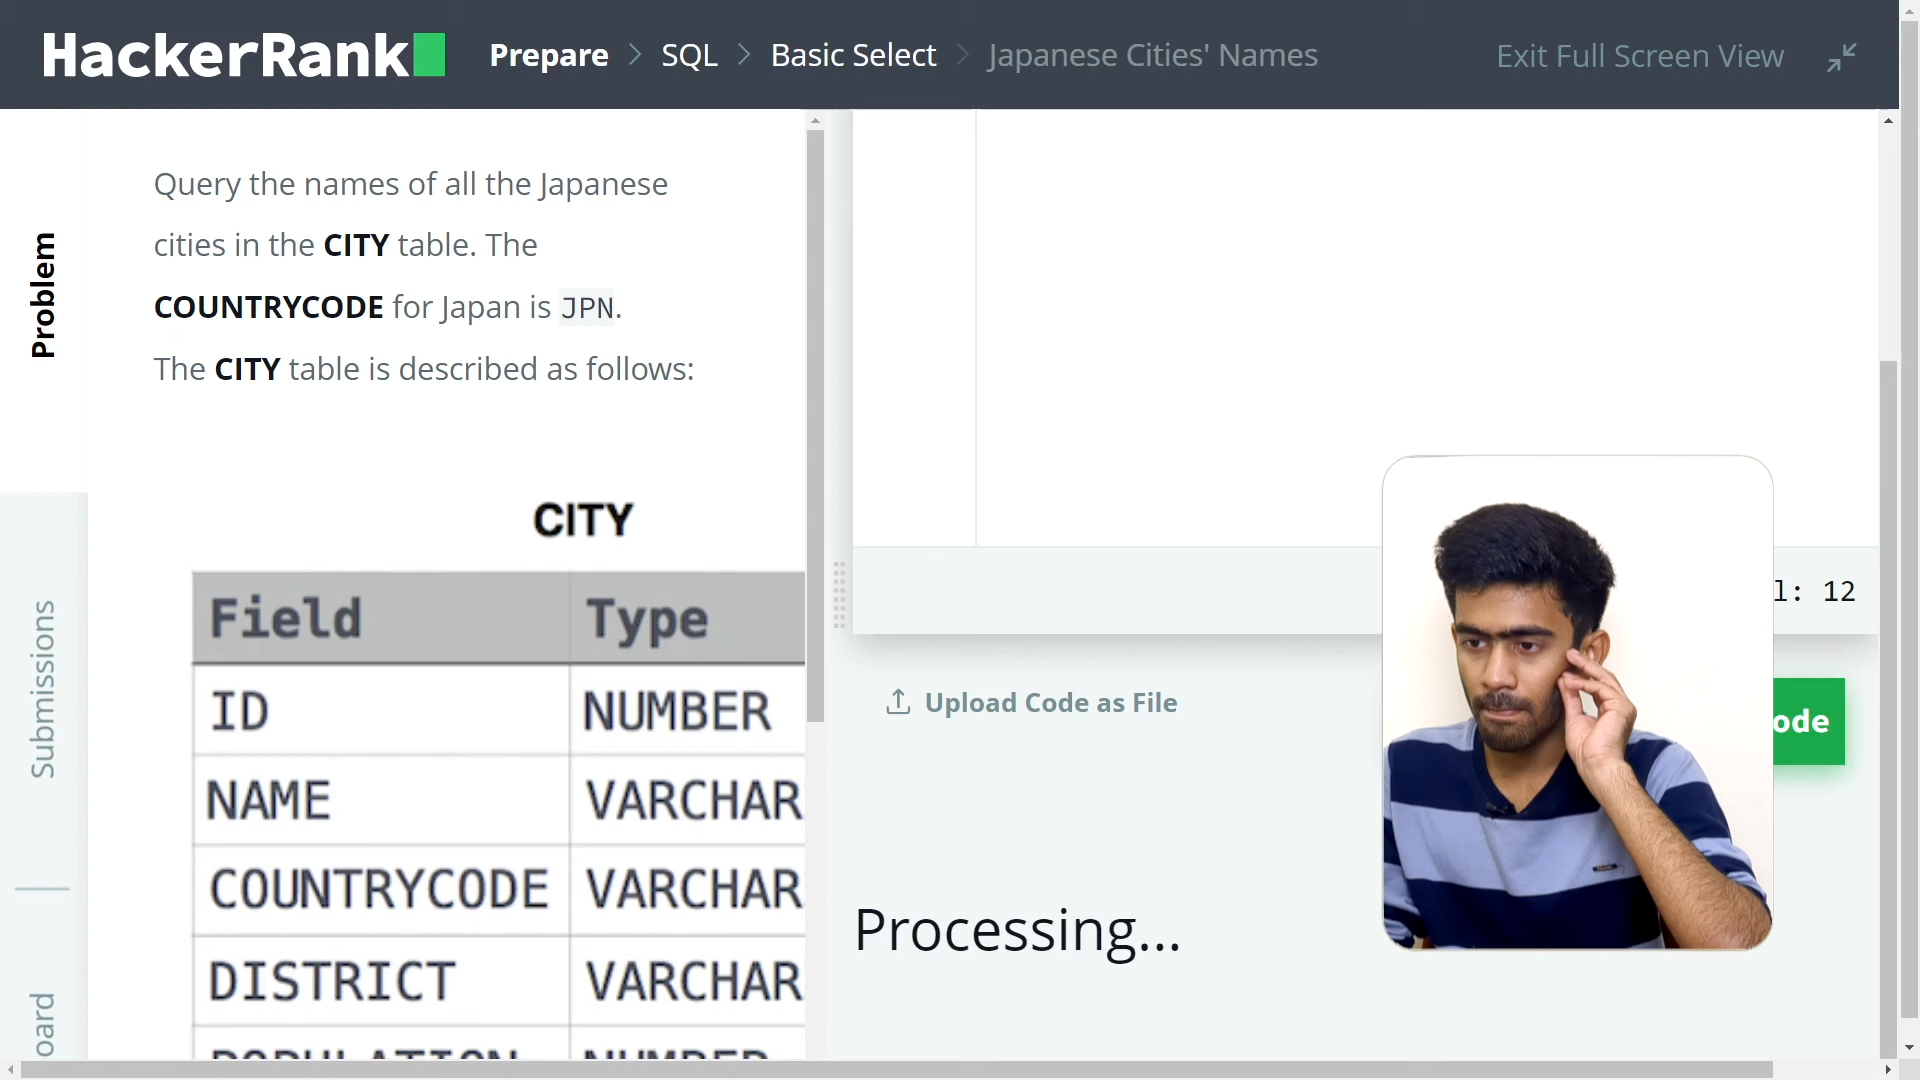 HackerRank
Prepare > SQL > Basic Select > Japanese Cities' Names
Exit Full Screen View
Problem
Submissions
oard
Query the names of all the Japanese
cities in the CITY table. The
COUNTRYCODE for Japan is JPN.
The CITY table is described as follows:
CITY
Field Type
ID NUMBER
NAME VARCHAR
COUNTRYCODE VARCHAR
DISTRICT VARCHAR
POPULATION NUMBER
l: 12
Upload Code as File
ode
Processing...